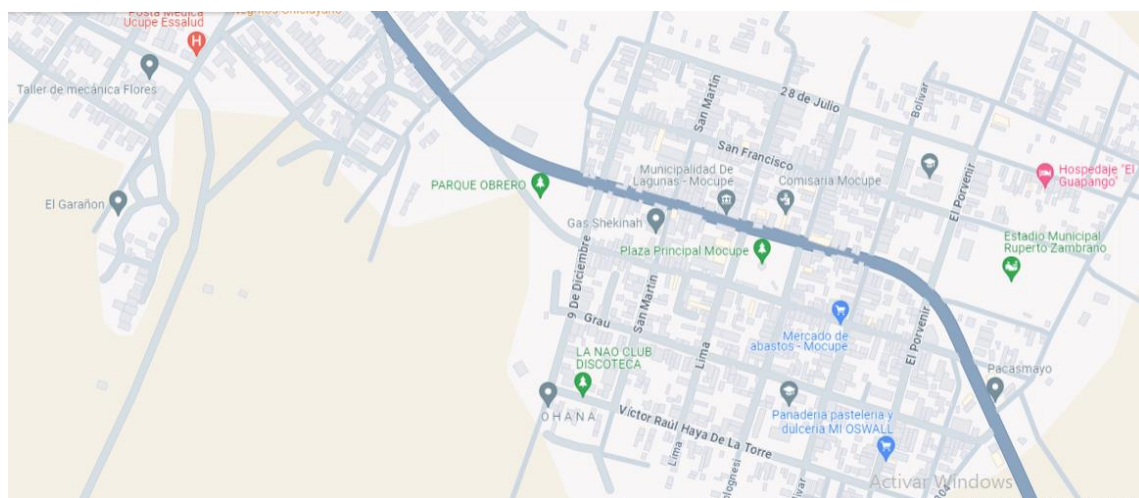 Posta Médica
Ucupe Essalud
Taller de mecánica Flores
El Garañon
PARQUE OBRERO
28 de Julio
San Martín
Bolívar
San Francisco
Municipalidad De
Lagunas - Mocupe
Comisaria Mocupe
Hospedaje "El
Guapango"
El Porvenir
Gas Shekinah
Plaza Principal Mocupe
Estadio Municipal
Ruperto Zambrano
9 De Diciembre
San Martín
Grau
Mercado de
abastos - Mocupe
El Porvenir
LA NAO CLUB
DISCOTECA
Lima
Pacasmayo
OHANA
Víctor Raúl Haya De La Torre
Panaderia pasteleria y
dulceria MI OSWALL
Lima
Activar Windows
104